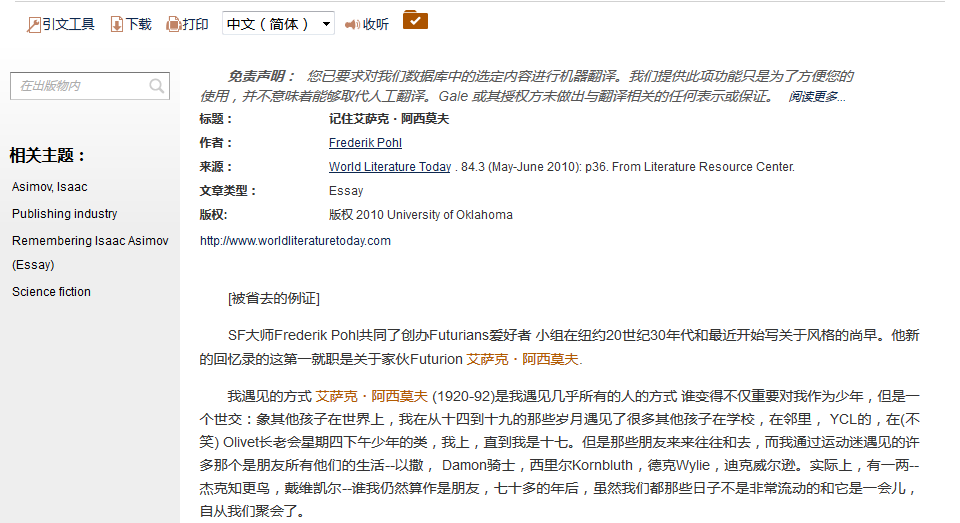 引文工具 下载 打印 中文（简体） 收听
在出版物内
相关主题：
Asimov, Isaac
Publishing industry
Remembering Isaac Asimov
(Essay)
Science fiction
免责声明： 您已要求对我们数据库中的选定内容进行机器翻译。我们提供此项功能只是为了方便您的
使用，并不意味着能够取代人工翻译。Gale 或其授权方未做出与翻译相关的任何表示或保证。 阅读更多...
标题： 记住艾萨克·阿西莫夫
作者： Frederik Pohl
来源： World Literature Today . 84.3 (May-June 2010): p36. From Literature Resource Center.
文章类型： Essay
版权: 版权 2010 University of Oklahoma
http://www.worldliteraturetoday.com
[被省去的例证]
SF大师Frederik Pohl共同了创办Futurians爱好者 小组在纽约20世纪30年代和最近开始写关于风格的尚早。他新
的回忆录的这第一就职是关于家伙Futurion 艾萨克·阿西莫夫.
我遇见的方式 艾萨克·阿西莫夫 (1920-92)是我遇见几乎所有的人的方式 谁变得不仅重要对我作为少年，但是一
个世交：象其他孩子在世界上，我在从十四到十九的那些岁月遇见了很多其他孩子在学校，在邻里， YCL的，在(不
笑) Olivet长老会星期四下午少年的类，我上，直到我是十七。但是那些朋友来来往往和去，而我通过运动迷遇见的许
多那个是朋友所有他们的生活--以撒， Damon骑士，西里尔Kornbluth，德克Wylie，迪克威尔逊。实际上，有一两--
杰克知更鸟，戴维凯尔--谁我仍然算作是朋友，七十多的年后，虽然我们都那些日子不是非常流动的和它是一会儿，
自从我们聚会了。